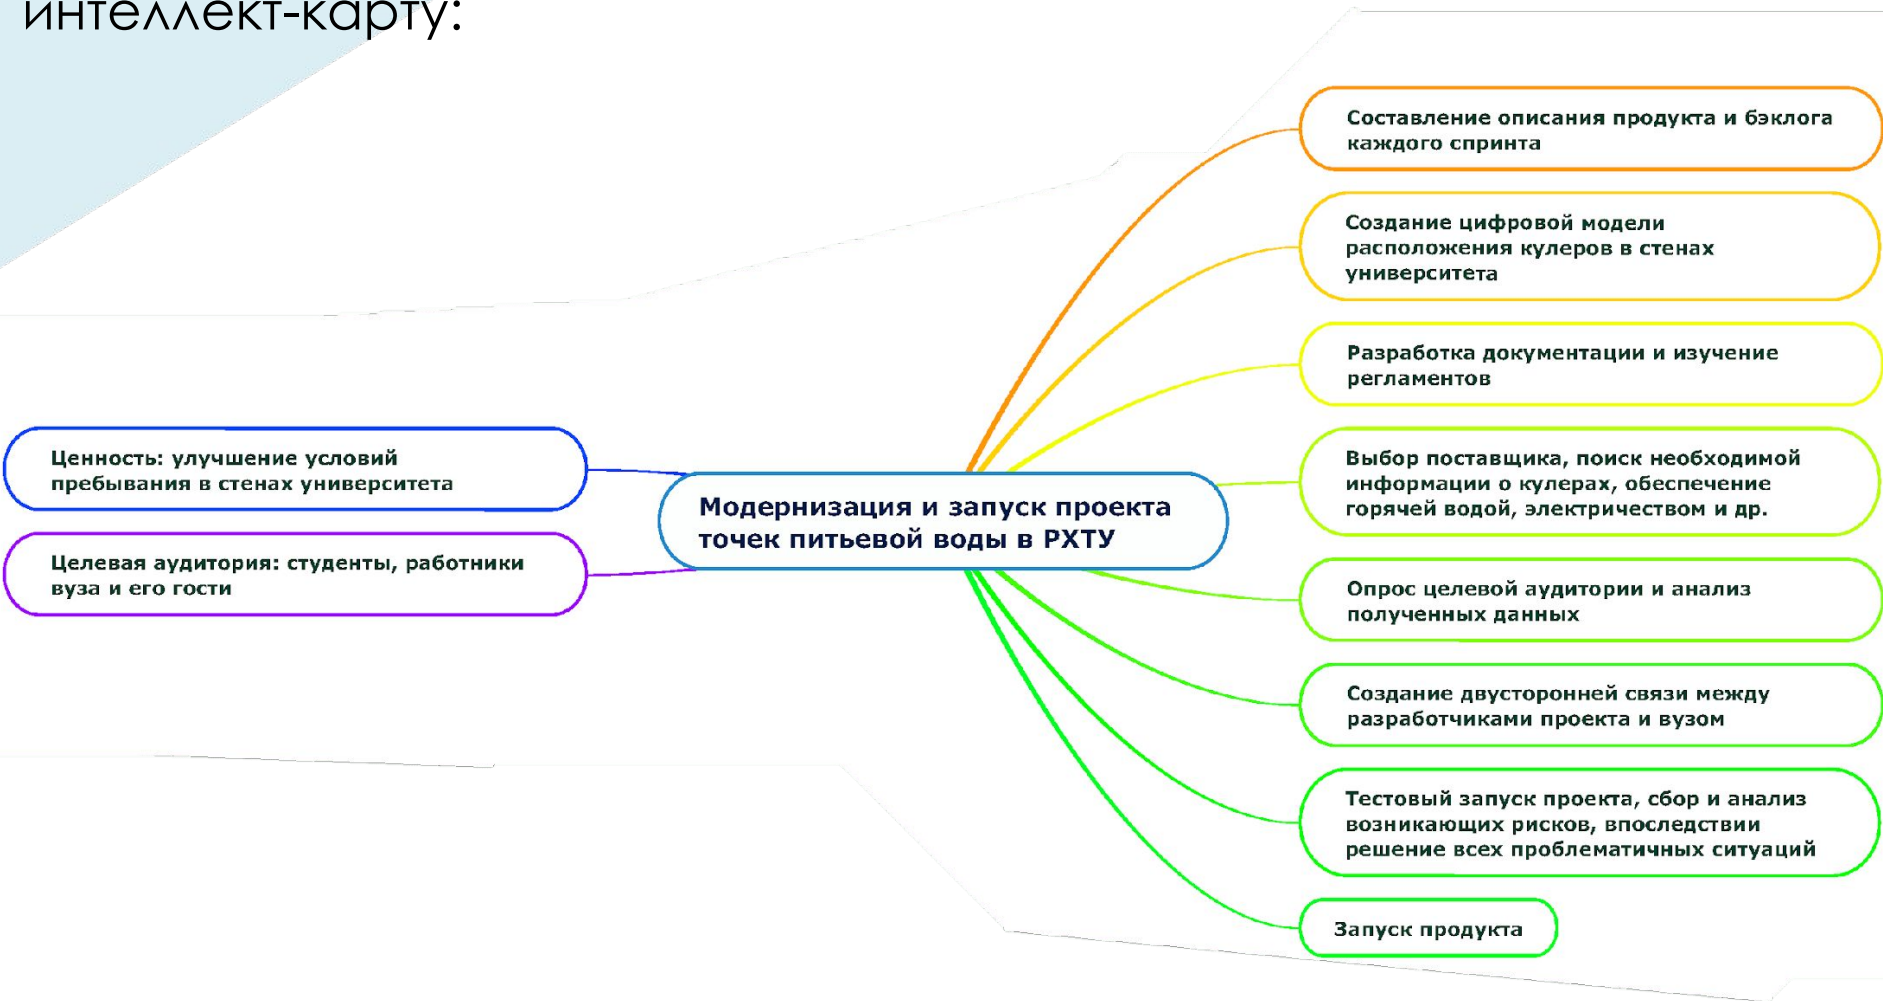 интеллект-карту:
Ценность: улучшение условий
пребывания в стенах университета
Целевая аудитория: студенты, работники
вуза и его гости
Модернизация и запуск проекта
точек питьевой воды в РХТУ
Составление описания продукта и бэклога
каждого спринта
Создание цифровой модели
расположения кулеров в стенах
университета
Разработка документации и изучение
регламентов
Выбор поставщика, поиск необходимой
информации о кулерах, обеспечение
горячей водой, электричеством и др.
Опрос целевой аудитории и анализ
полученных данных
Создание двусторонней связи между
разработчиками проекта и вузом
Тестовый запуск проекта, сбор и анализ
возникающих рисков, впоследствии
решение всех проблематичных ситуаций
Запуск продукта